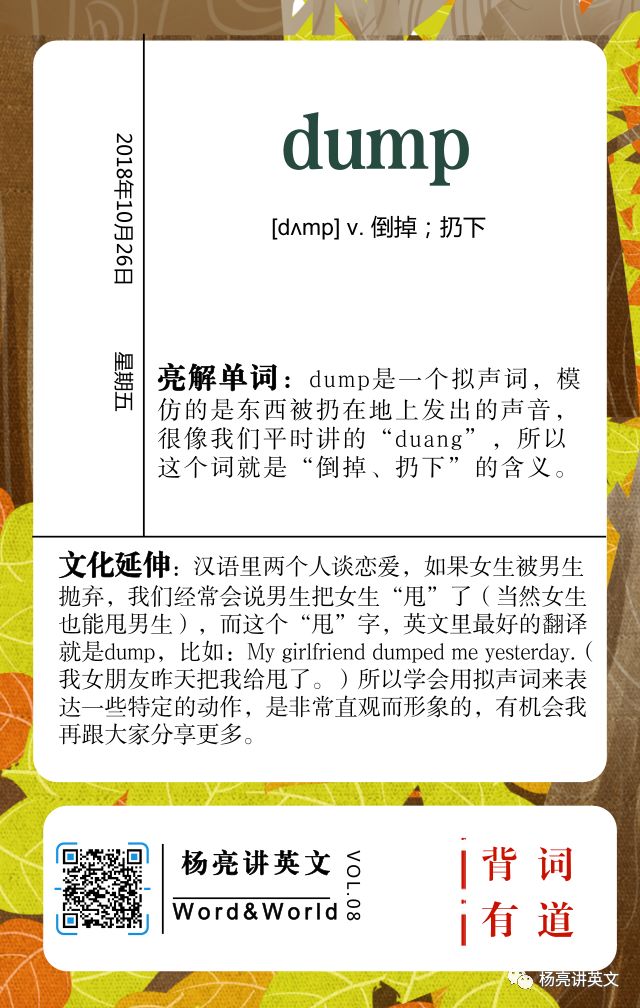 dump
[dʌmp] v. 倒掉；扔下
2018年10月26日
星期五
亮解单词：dump是一个拟声词，模
仿的是东西被扔在地上发出的声音，
很像我们平时讲的“duang”，所以
这个词就是“倒掉、扔下”的含义。
文化延伸：汉语里两个人谈恋爱，如果女生被男生
抛弃，我们经常会说男生把女生“甩”了（当然女生
也能甩男生），而这个“甩”字，英文里最好的翻译
就是dump，比如：My girlfriend dumped me yesterday.（
我女朋友昨天把我给甩了。）所以学会用拟声词来表
达一些特定的动作，是非常直观而形象的，有机会我
再跟大家分享更多。
杨亮讲英文
Word&World
VOL.08
背词
有道
杨亮讲英文